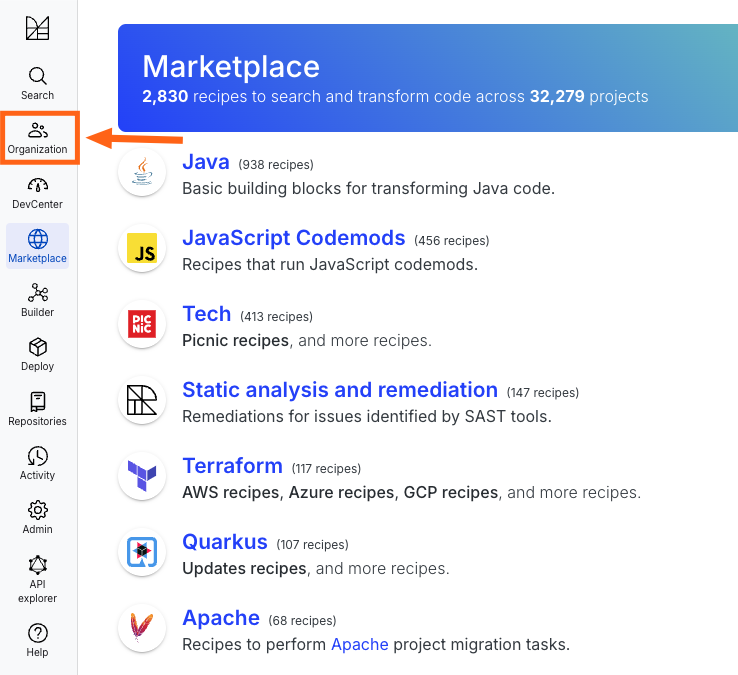 Search
Organization
DevCenter
Marketplace
Builder
Deploy
Repositories
Activity
Admin
API
explorer
Help
Marketplace
2,830 recipes to search and transform code across 32,279 projects
Java (938 recipes)
Basic building blocks for transforming Java code.
JS
JavaScript Codemods (456 recipes)
Recipes that run JavaScript codemods.
PIC
NIC
Tech (413 recipes)
Picnic recipes, and more recipes.
Static analysis and remediation (147 recipes)
Remediations for issues identified by SAST tools.
Terraform (117 recipes)
AWS recipes, Azure recipes, GCP recipes, and more recipes.
Quarkus (107 recipes)
Updates recipes, and more recipes.
Apache (68 recipes)
Recipes to perform Apache project migration tasks.